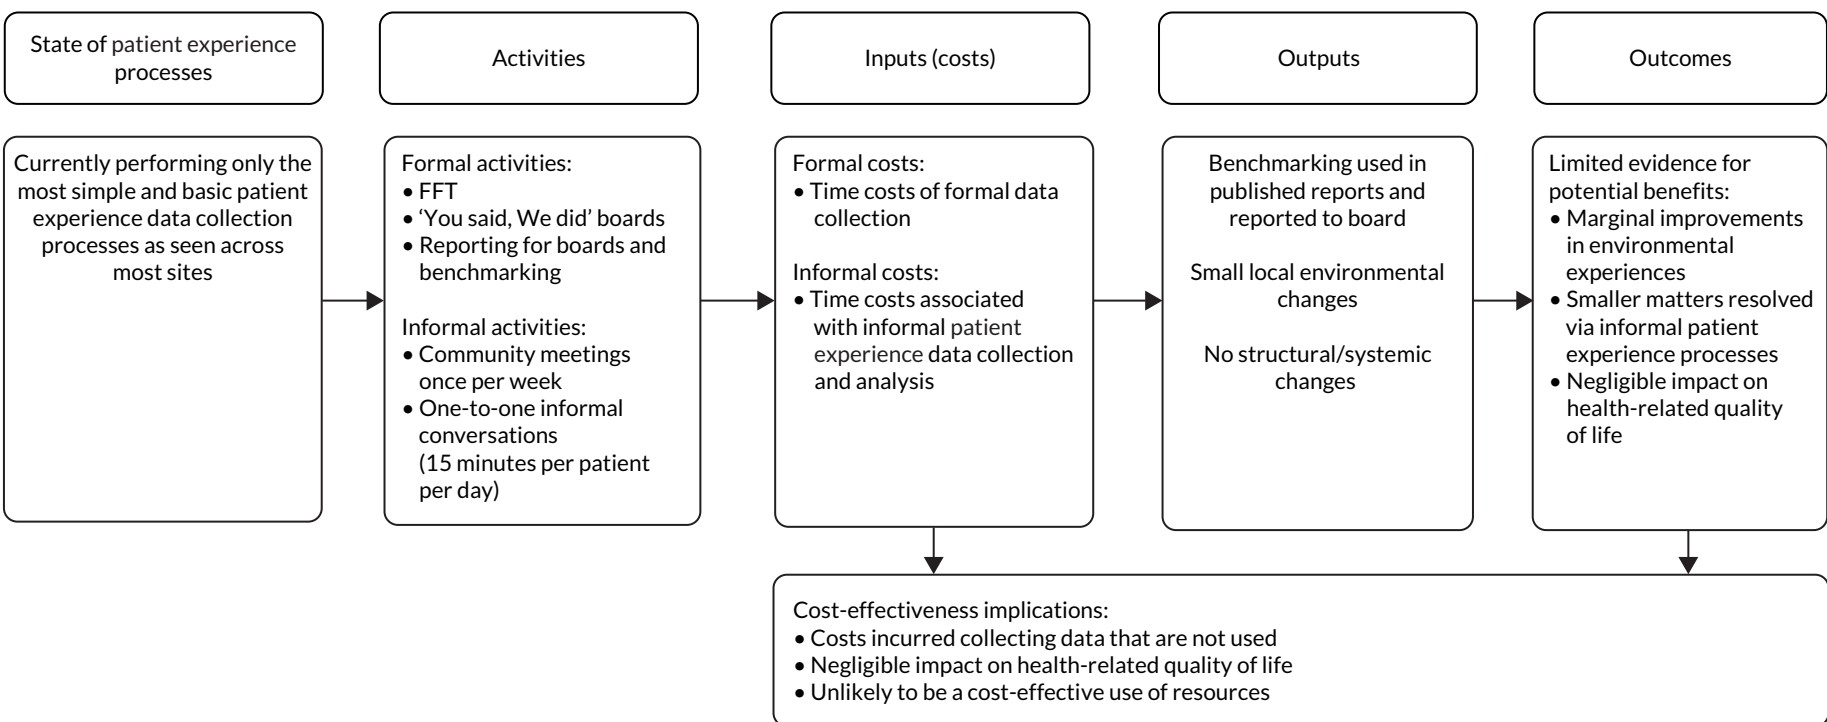 State of patient experience
processes
Activities
Inputs (costs)
Outputs
Outcomes
Currently performing only the
most simple and basic patient
experience data collection
processes as seen across
most sites
Formal activities:
• FFT
• ‘You said, We did’ boards
• Reporting for boards and
benchmarking
Informal activities:
• Community meetings
once per week
• One-to-one informal
conversations
(15 minutes per patient
per day)
Formal costs:
• Time costs of formal data
collection
Informal costs:
• Time costs associated
with informal patient
experience data collection
and analysis
Benchmarking used in
published reports and
reported to board
Small local environmental
changes
No structural/systemic
changes
Limited evidence for
potential benefits:
• Marginal improvements
in environmental
experiences
• Smaller matters resolved
via informal patient
experience processes
• Negligible impact on
health-related quality
of life
Cost-effectiveness implications:
• Costs incurred collecting data that are not used
• Negligible impact on health-related quality of life
• Unlikely to be a cost-effective use of resources